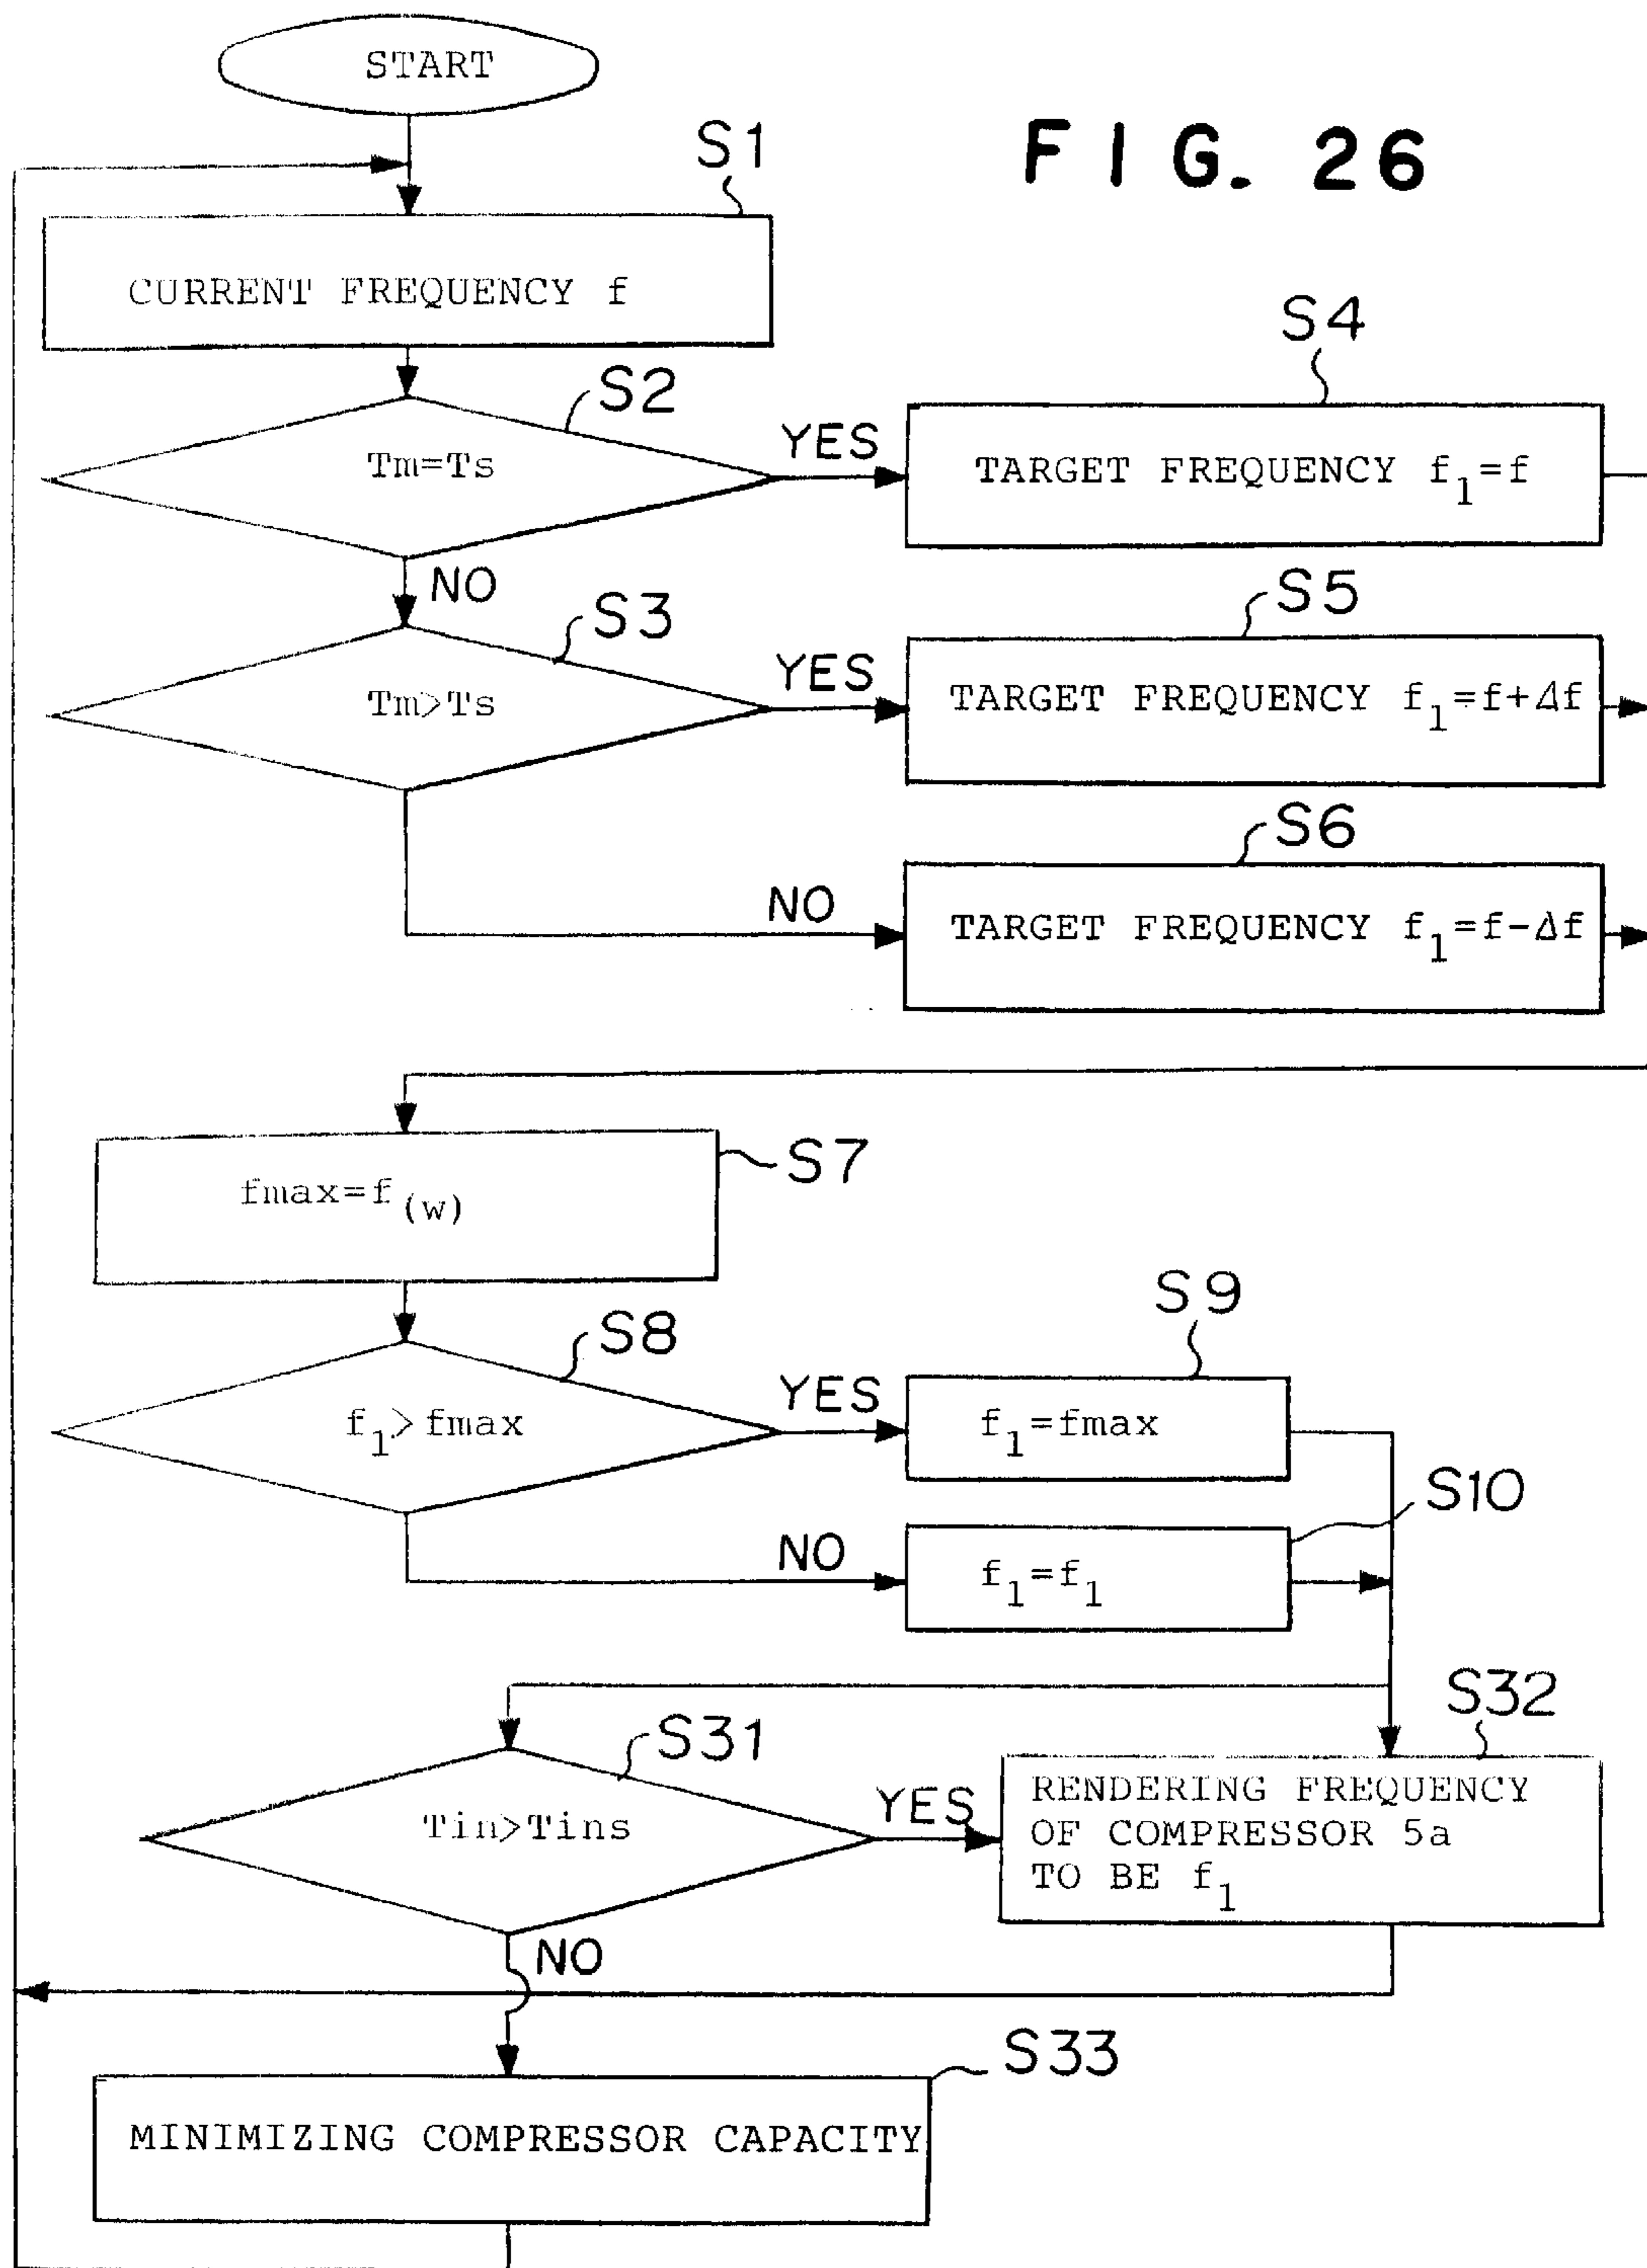 START
FIG. 26
S1
CURRENT FREQUENCY f
S2
Tm=Ts
YES
S4
TARGET FREQUENCY f1=f
NO
S3
Tm>Ts
YES
S5
TARGET FREQUENCY f1=f+Δf
NO
S6
TARGET FREQUENCY f1=f-Δf
S7
fmax=f(w)
S8
f1>fmax
YES
S9
f1=fmax
NO
S10
f1=f1
S31
Tin>Tins
YES
S32
RENDERING FREQUENCY
OF COMPRESSOR 5a
TO BE f1
NO
S33
MINIMIZING COMPRESSOR CAPACITY